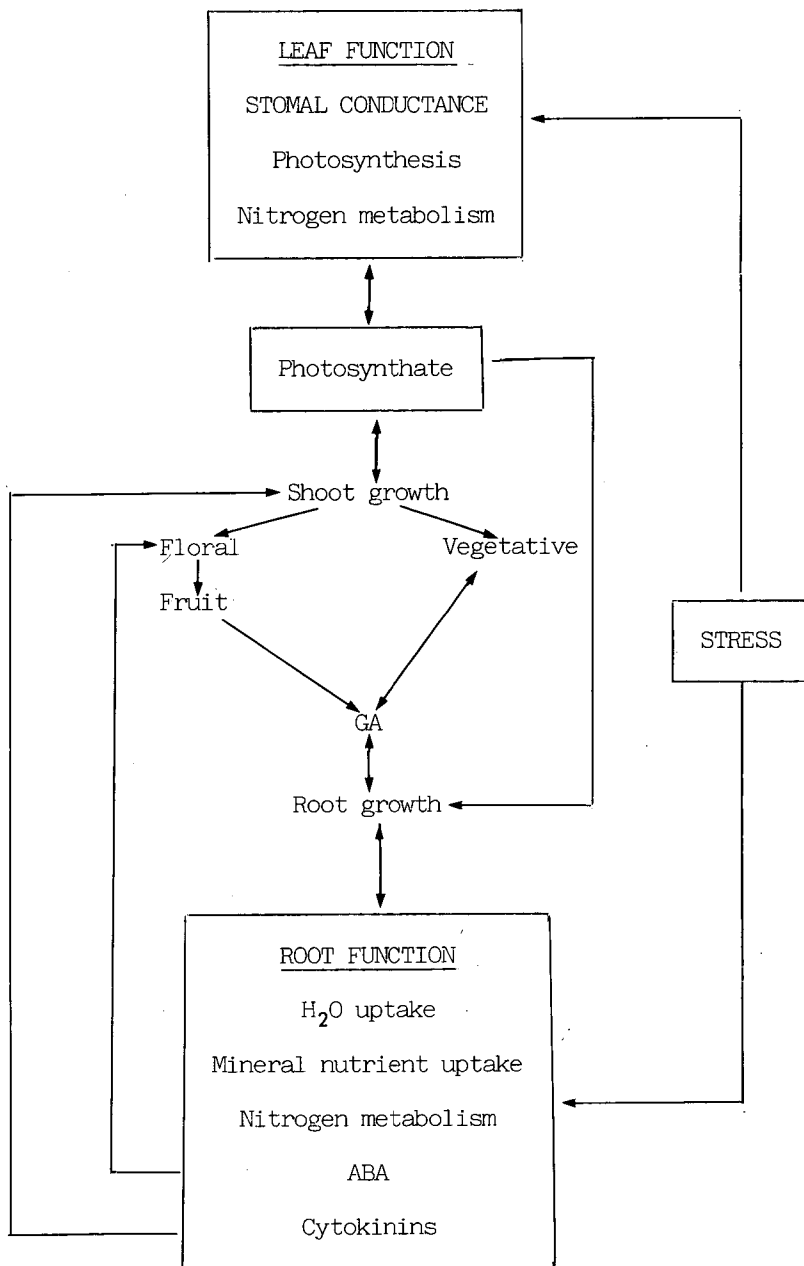 LEAF FUNCTION
STOMAL CONDUCTANCE
Photosynthesis
Nitrogen metabolism
Photosynthate
Shoot growth
Floral
Vegetative
Fruit
STRESS
GA
Root growth
ROOT FUNCTION
H₂O uptake
Mineral nutrient uptake
Nitrogen metabolism
ABA
Cytokinins